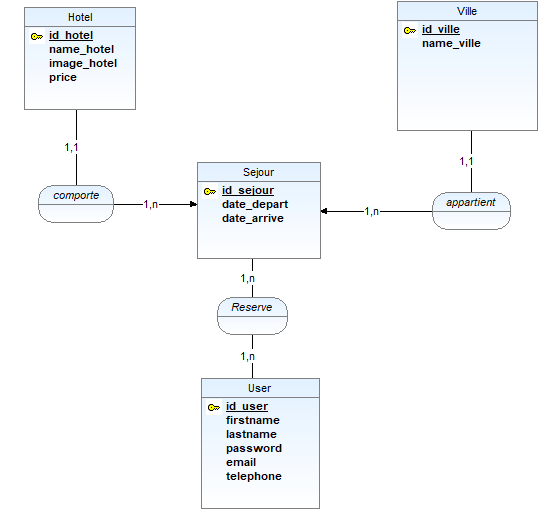 Hotel
id_hotel
name_hotel
image_hotel
price
Ville
id_ville
name_ville
1,1
1,1
comporte
1,n
Sejour
id_sejour
date_depart
date_arrive
1,n
appartient
1,n
Reserve
1,n
User
id_user
firstname
lastname
password
email
telephone